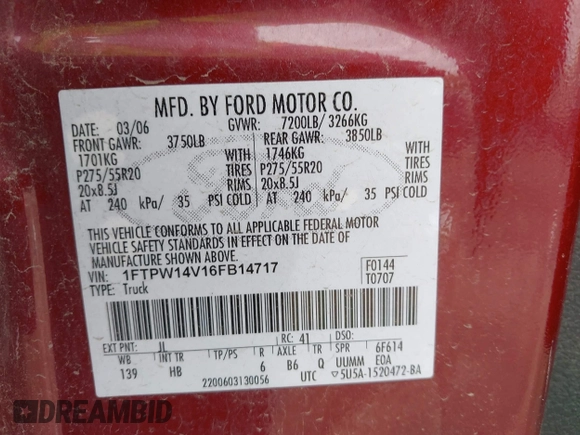 MFD. BY FORD MOTOR CO.
DATE: 03/06 GVWR: 7200LB/ 3266KG
FRONT GAWR: 3750LB REAR GAWR: 3850LB
1701KG WITH 1746KG WITH
P275/55R20 TIRES P275/55R20 TIRES
20x8.5J RIMS 20x8.5J RIMS
AT 240 kPa/ 35 PSI COLD AT 240 kPa/ 35 PSI COLD
THIS VEHICLE CONFORMS TO ALL APPLICABLE FEDERAL MOTOR
VEHICLE SAFETY STANDARDS IN EFFECT ON THE DATE OF
MANUFACTURE SHOWN ABOVE.
VIN: 1FTPW14V16FB14717 F0144
TYPE: Truck T0707
EXT PNT: JL RC: 41 DSO:
WB INT TR TP/PS R AXLE TR SPR 6F614
139 HB 6 B6 Q UUMM EOA
2200603130056 UTC ▽5U5A-1520472-BA
Ford
DREAMBID